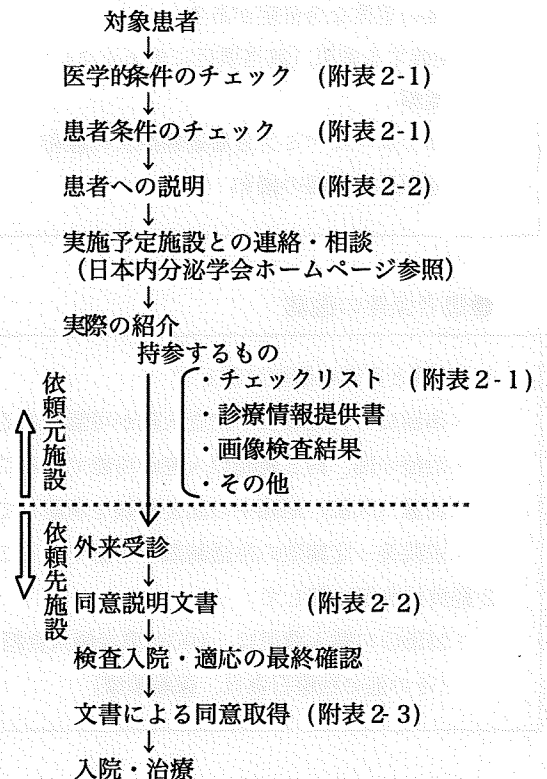 対象患者
↓
医学的条件のチェック (附表2-1)
↓
患者条件のチェック (附表2-1)
↓
患者への説明 (附表2-2)
↓
実施予定施設との連絡・相談
(日本内分泌学会ホームページ参照)
↓
実際の紹介
持参するもの
・チェックリスト (附表2-1)
・診療情報提供書
・画像検査結果
・その他
依頼元施設
依頼先施設
外来受診
↓
同意説明文書 (附表2-2)
↓
検査入院・適応の最終確認
↓
文書による同意取得 (附表2-3)
↓
入院・治療